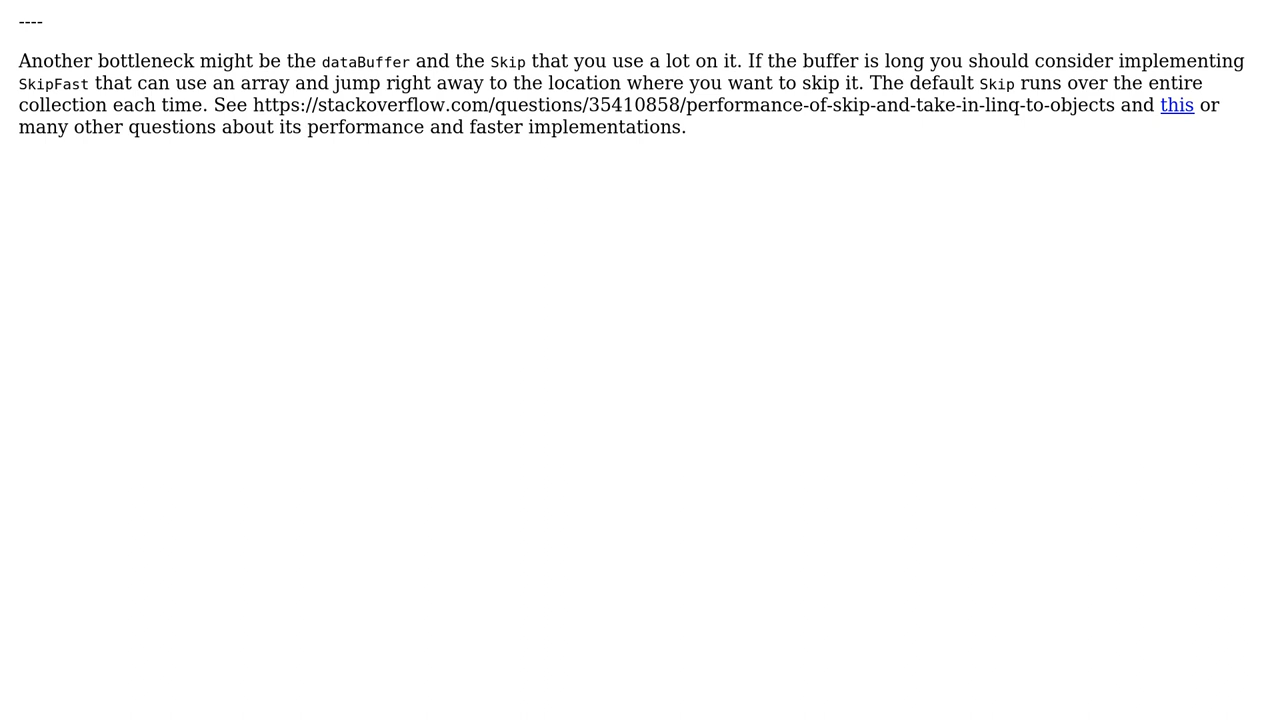 ----
Another bottleneck might be the dataBuffer and the Skip that you use a lot on it. If the buffer is long you should consider implementing
SkipFast that can use an array and jump right away to the location where you want to skip it. The default Skip runs over the entire
collection each time. See https://stackoverflow.com/questions/35410858/performance-of-skip-and-take-in-linq-to-objects and this or
many other questions about its performance and faster implementations.